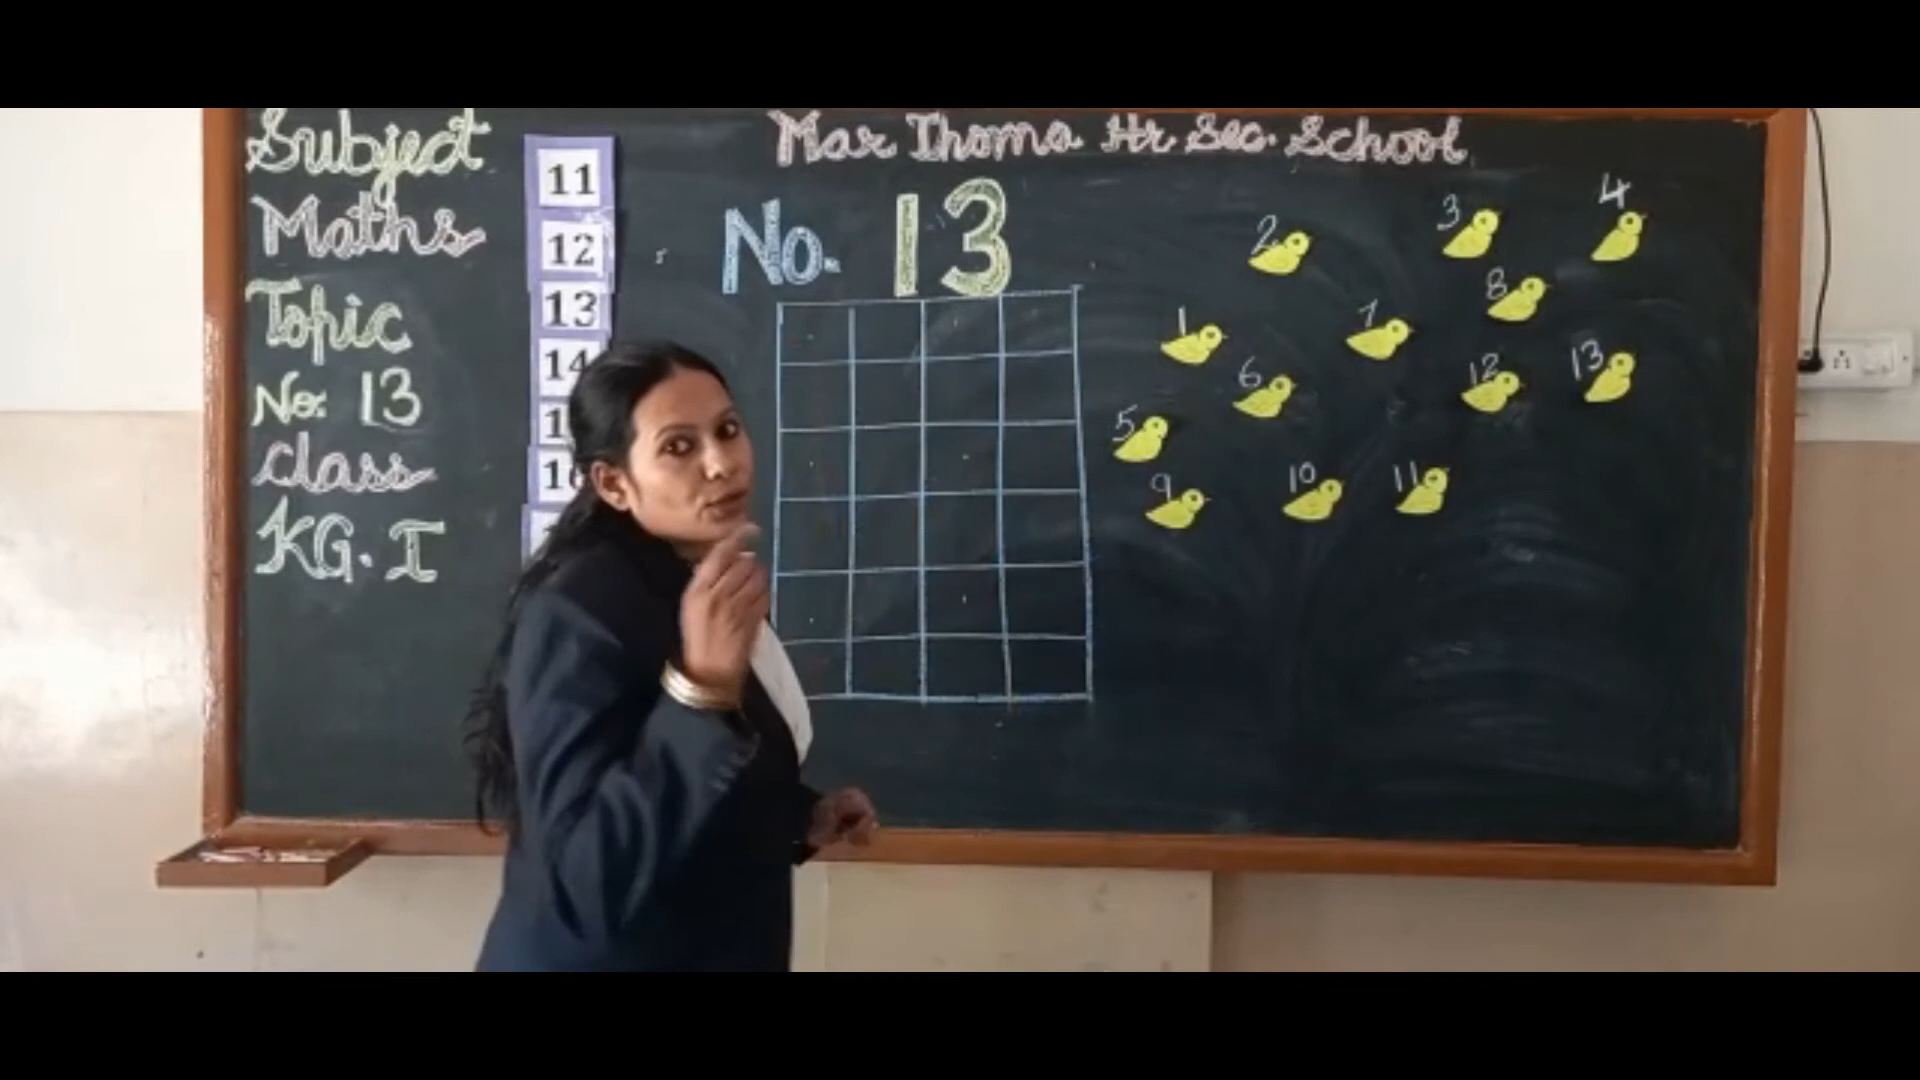 Subject
Maths
Topic
No. 13
class
KG. I
11
12
13
14
Mar Thoma Hr Sec. School
No. 13
1
2
3
4
5
6
7
8
9
10
11
12
13